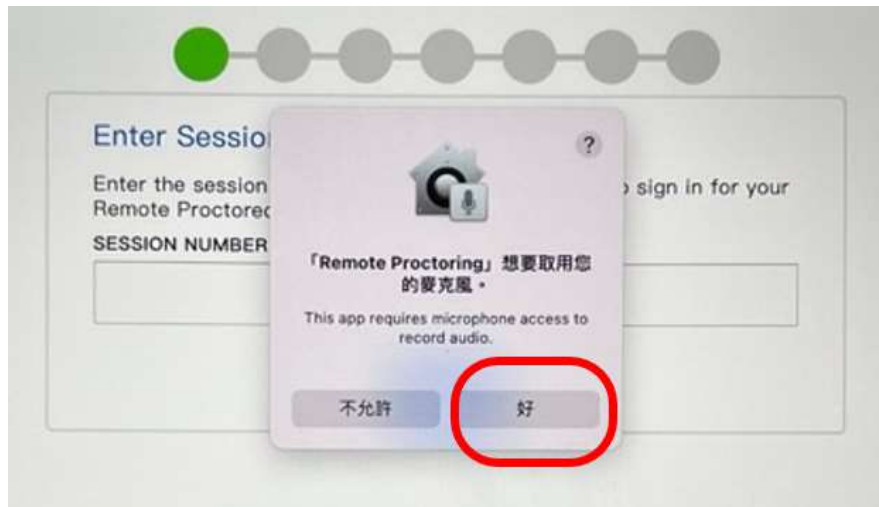 Enter Sessio
?
Enter the session
sign in for your
Remote Proctored
SESSION NUMBER
「Remote Proctoring」想要取用您
的麥克風。
This app requires microphone access to
record audio.
不允許
好